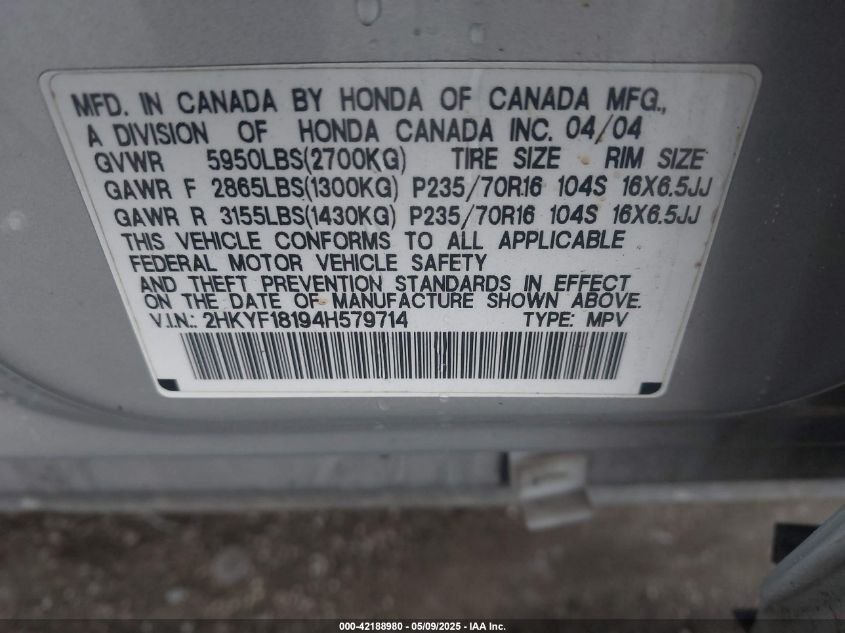 MFD. IN CANADA BY HONDA OF CANADA MFG.,
A DIVISION OF HONDA CANADA INC. 04/04
GVWR 5950LBS(2700KG) TIRE SIZE RIM SIZE
GAWR F 2865LBS(1300KG) P235/70R16 104S 16X6.5JJ
GAWR R 3155LBS(1430KG) P235/70R16 104S 16X6.5JJ
THIS VEHICLE CONFORMS TO ALL APPLICABLE
FEDERAL MOTOR VEHICLE SAFETY
AND THEFT PREVENTION STANDARDS IN EFFECT
ON THE DATE OF MANUFACTURE SHOWN ABOVE.
V.I.N.: 2HKYF18194H579714 TYPE: MPV
000-42188980 - 05/09/2025 - IAA Inc.